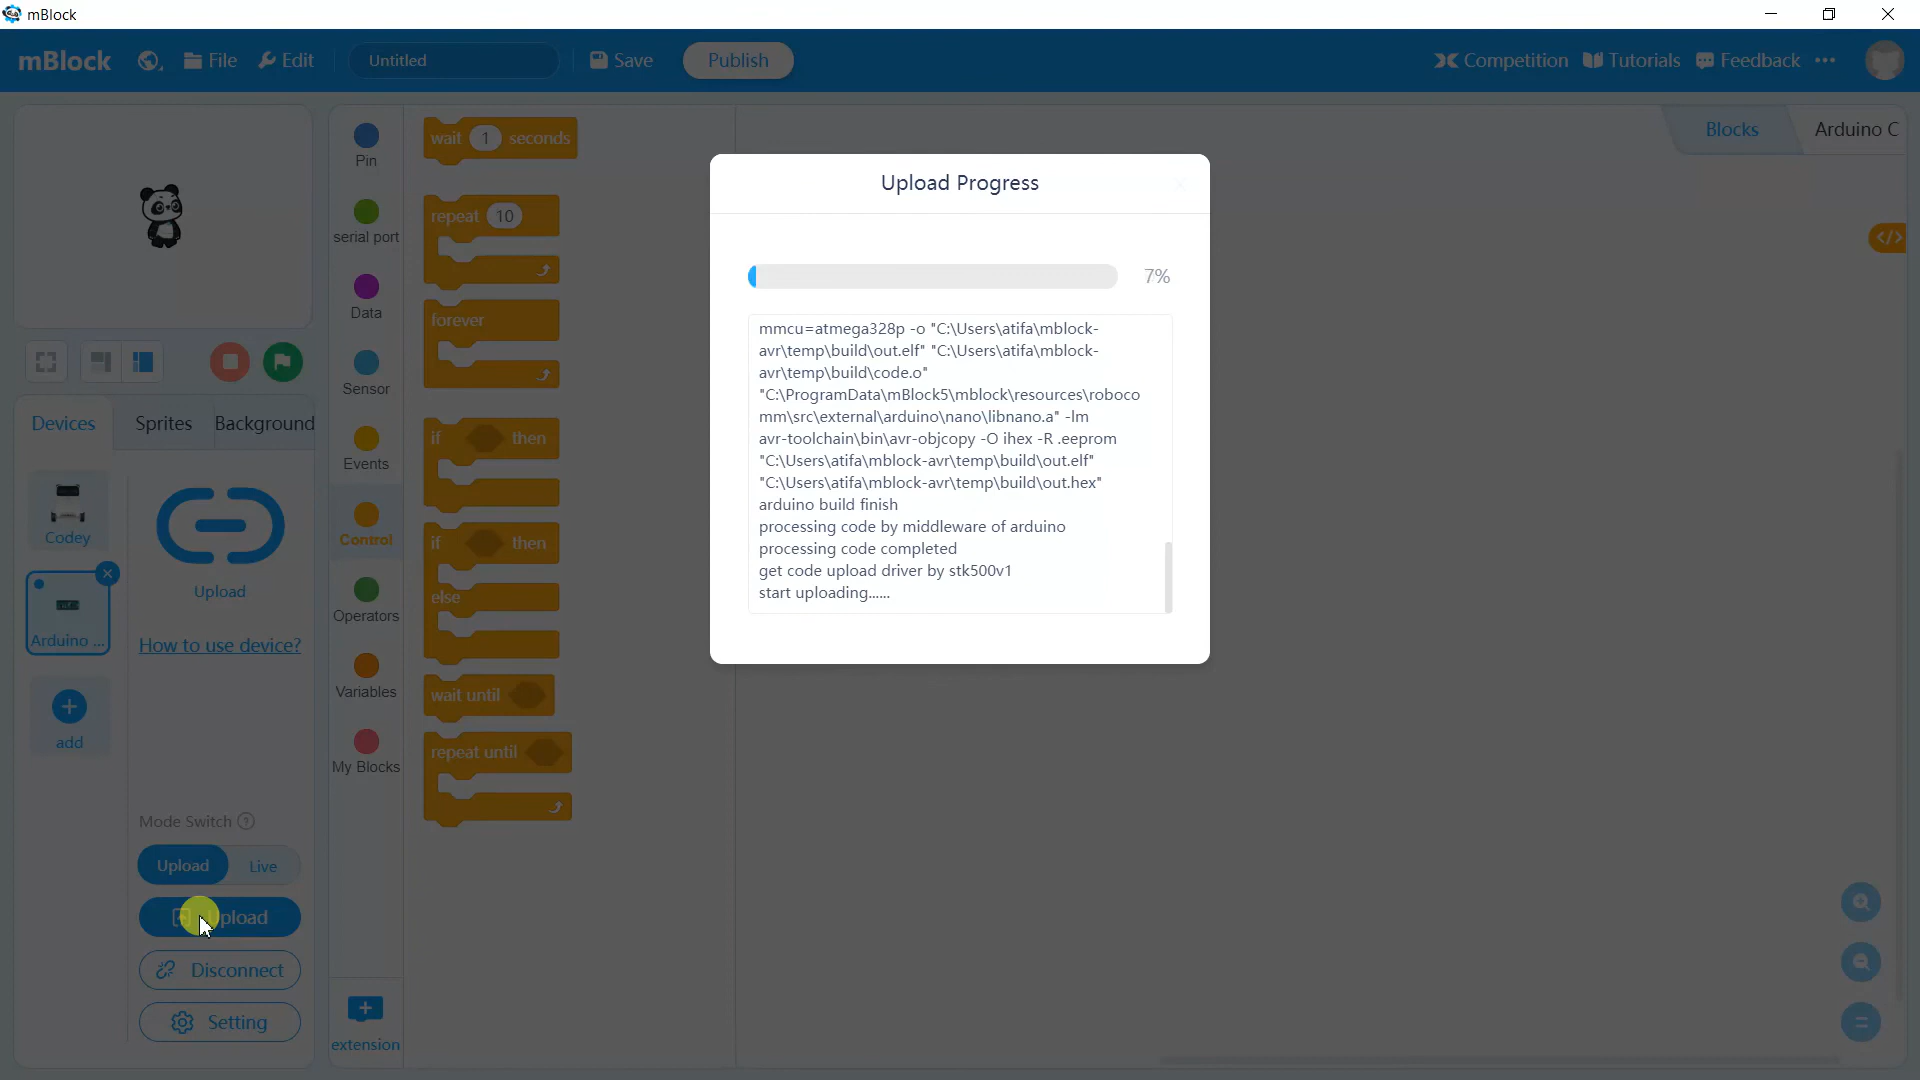 mBlock
mBlock
File
Edit
Untitled
Save
Publish
Competition
Tutorials
Feedback
Pin
serial port
Data
Sensor
Events
Control
Operators
Variables
My Blocks
extension
wait 1 seconds
repeat 10
forever
if then
if then
else
wait until
repeat until
Blocks
Arduino C
</>
Upload Progress
7%
mmcu=atmega328p -o "C:\Users\atifa\mblock-
avr\temp\build\out.elf" "C:\Users\atifa\mblock-
avr\temp\build\code.o"
"C:\ProgramData\mBlock5\mblock\resources\roboco
mm\src\external\arduino\nano\libnano.a" -lm
avr-toolchain\bin\avr-objcopy -O ihex -R .eeprom
"C:\Users\atifa\mblock-avr\temp\build\out.elf"
"C:\Users\atifa\mblock-avr\temp\build\out.hex"
arduino build finish
processing code by middleware of arduino
processing code completed
get code upload driver by stk500v1
start uploading......
Devices
Sprites
Background
Codey
Arduino ...
add
Upload
How to use device?
Mode Switch ?
Upload
Live
Upload
Disconnect
Setting